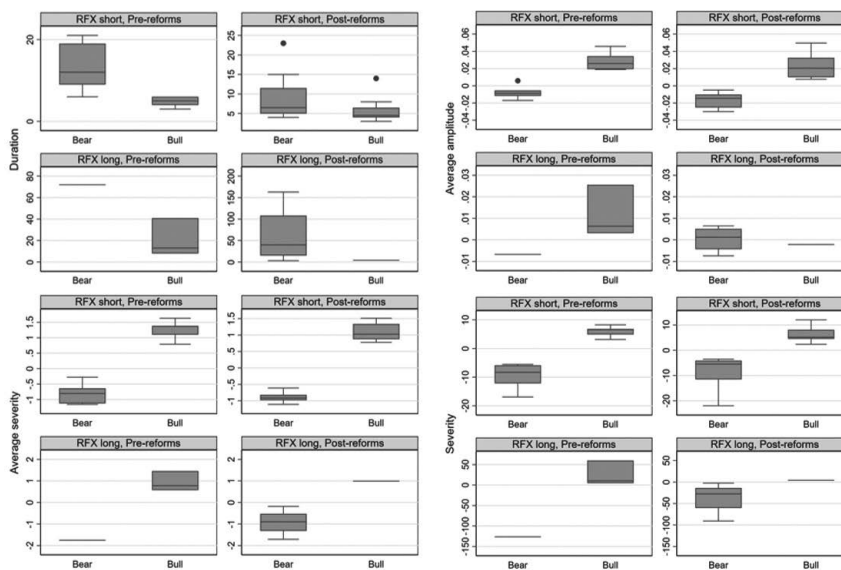 RFX short, Pre-reforms
RFX short, Post-reforms
20
0
25
20
15
10
5
Bear
Bull
Bear
Bull
RFX long, Pre-reforms
RFX long, Post-reforms
80
60
40
20
0
200
150
100
50
0
Bear
Bull
Bear
Bull
Duration
RFX short, Pre-reforms
RFX short, Post-reforms
.06
.04
.02
0
-.02
-.04
.06
.04
.02
0
-.02
-.04
Bear
Bull
Bear
Bull
RFX long, Pre-reforms
RFX long, Post-reforms
.03
.02
.01
0
-.01
.03
.02
.01
0
-.01
Bear
Bull
Bear
Bull
Average amplitude
RFX short, Pre-reforms
RFX short, Post-reforms
1.5
1
.5
0
-.5
-1
1.5
1
.5
0
-.5
-1
Bear
Bull
Bear
Bull
RFX long, Pre-reforms
RFX long, Post-reforms
2
1
0
-1
-2
2
1
0
-1
-2
Bear
Bull
Bear
Bull
Average severity
RFX short, Pre-reforms
RFX short, Post-reforms
10
0
-10
-20
10
0
-10
-20
Bear
Bull
Bear
Bull
RFX long, Pre-reforms
RFX long, Post-reforms
50
0
-50
-100
-150
50
0
-50
-100
-150
Bear
Bull
Bear
Bull
Severity